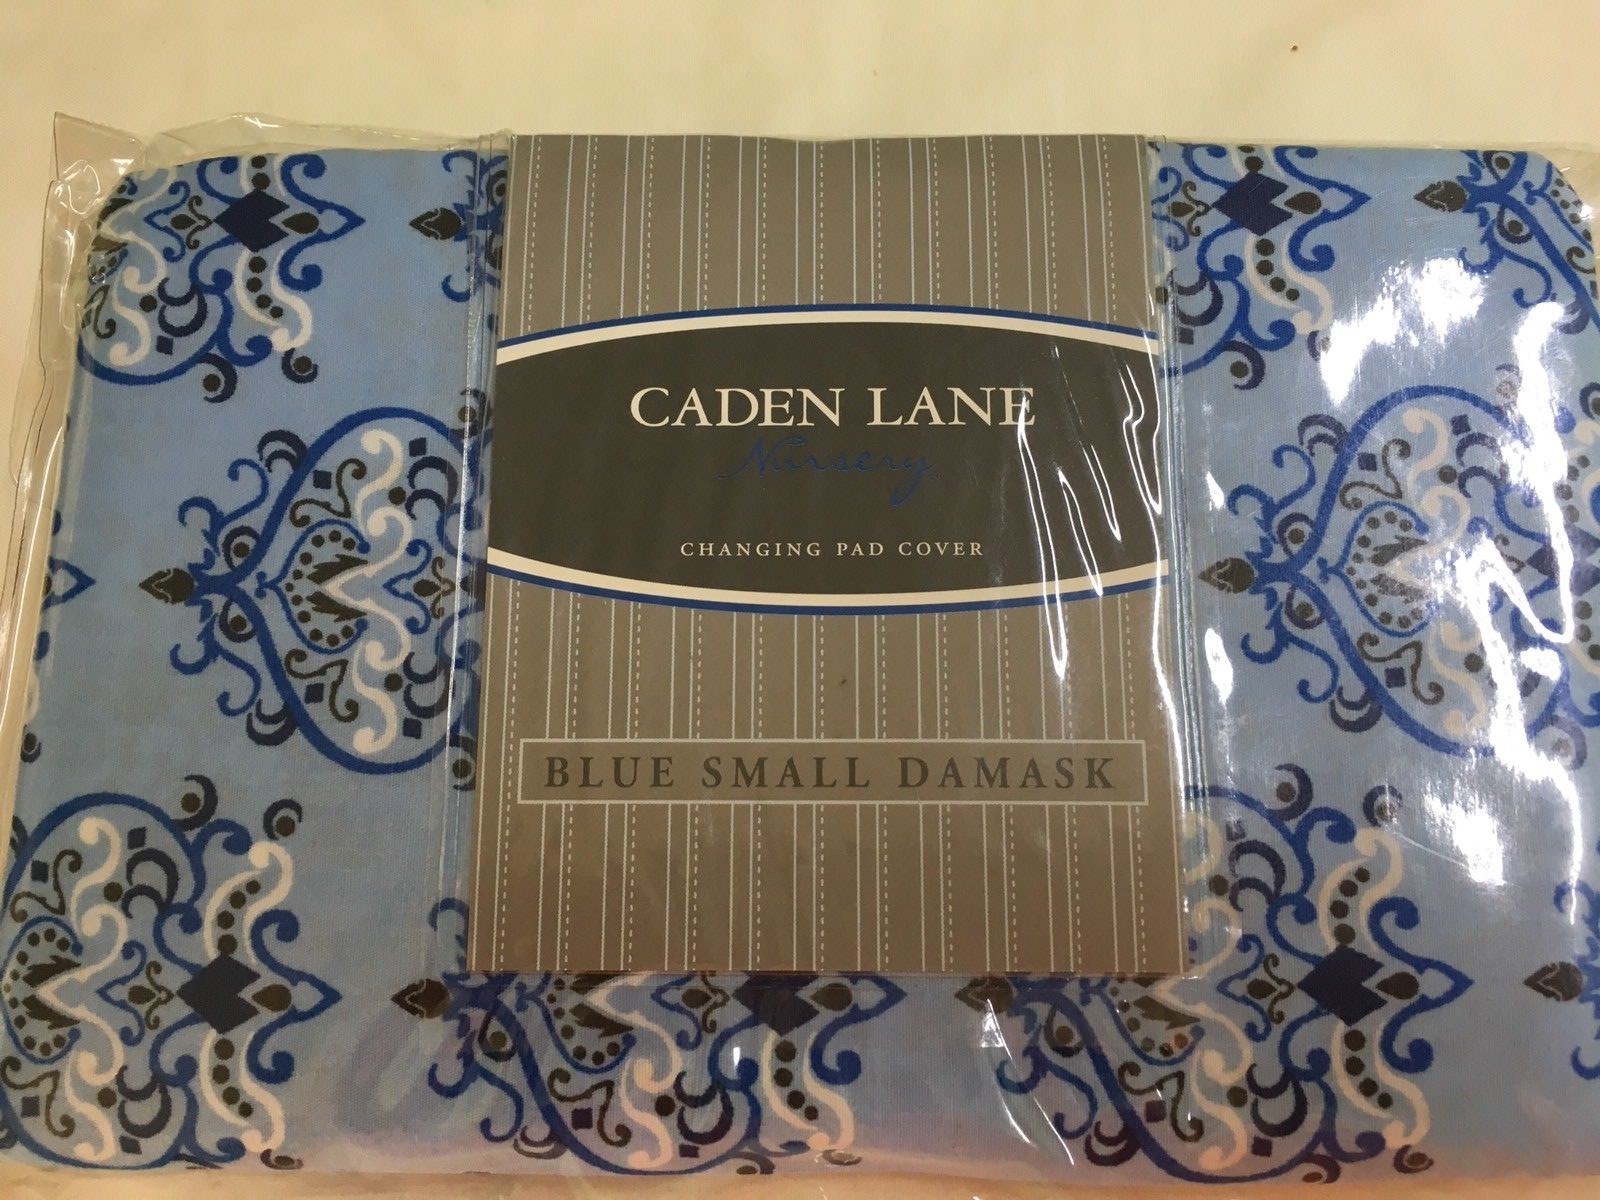 CADEN LANE
Nursery
CHANGING PAD COVER
BLUE SMALL DAMASK